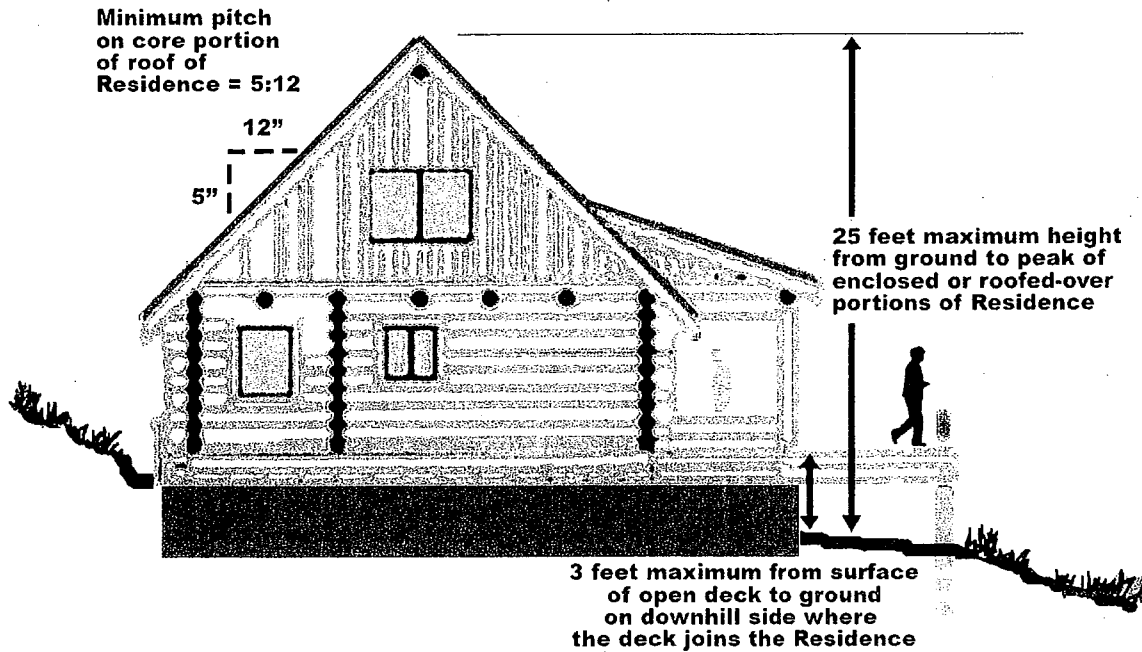 Minimum pitch
on core portion
of roof of
Residence = 5:12
12”
5”
25 feet maximum height
from ground to peak of
enclosed or roofed-over
portions of Residence
3 feet maximum from surface
of open deck to ground
on downhill side where
the deck joins the Residence